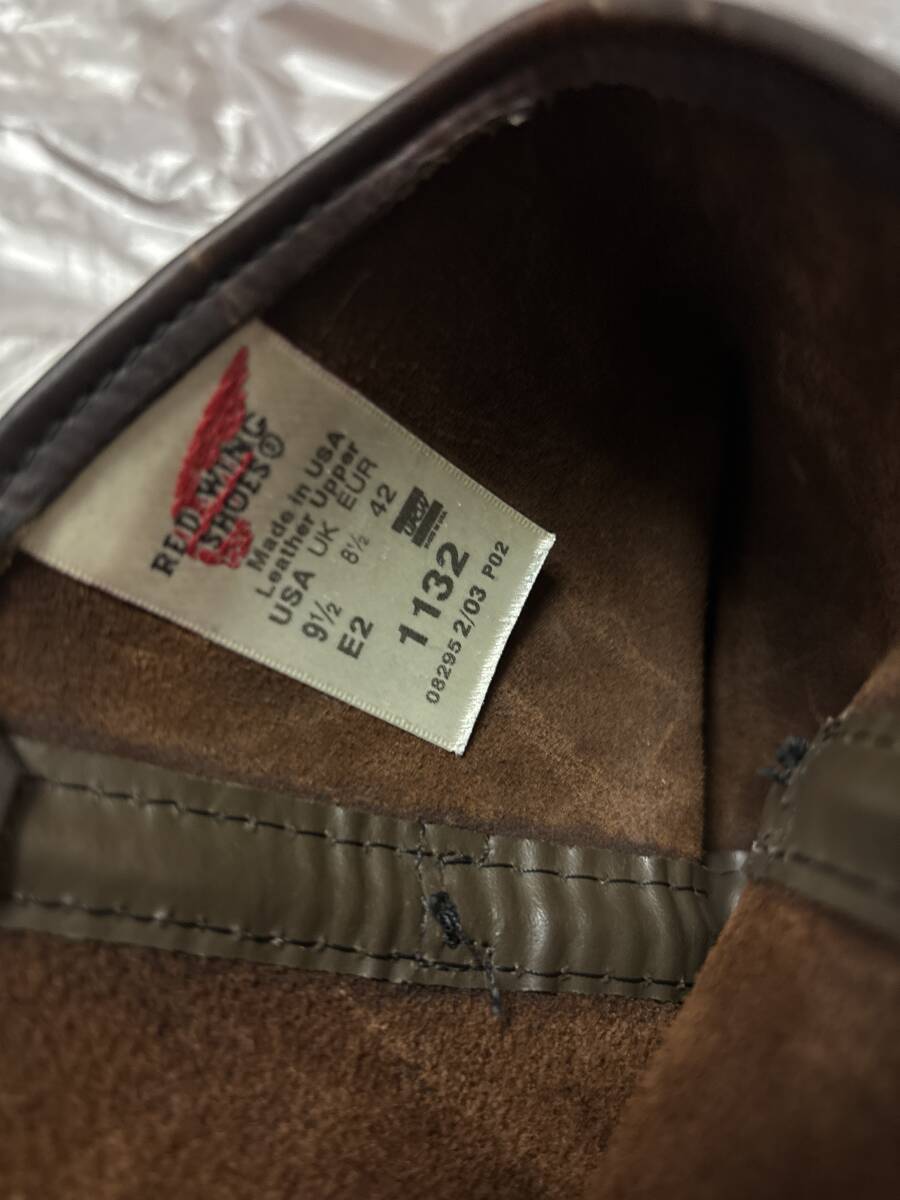 RED WING
SHOES®
Made in USA
Leather Upper
USA UK EUR
9½ 8½ 42
E2
1132
08295 2/03 P02